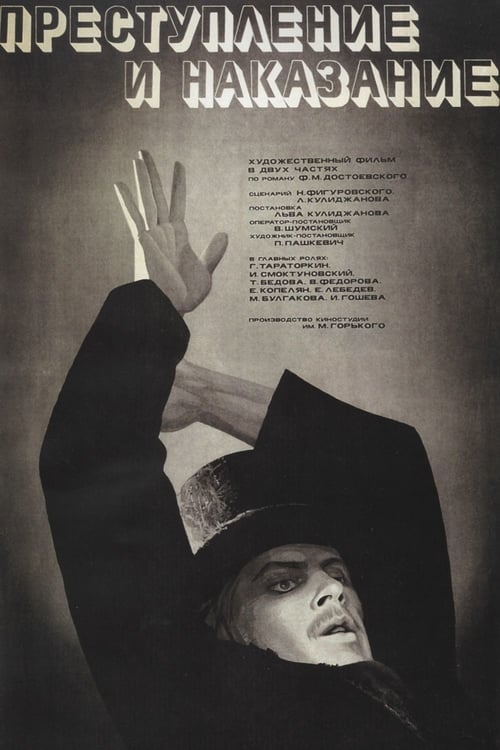 ПРЕСТУПЛЕНИЕ
И НАКАЗАНИЕ
ХУДОЖЕСТВЕННЫЙ ФИЛЬМ
В ДВУХ ЧАСТЯХ
ПО РОМАНУ Ф.М.ДОСТОЕВСКОГО
СЦЕНАРИЙ Н.ФИГУРОВСКОГО,
Л.КУЛИДЖАНОВА
ПОСТАНОВКА
ЛЬВА КУЛИДЖАНОВА
ОПЕРАТОР-ПОСТАНОВЩИК
В.ШУМСКИЙ
ХУДОЖНИК-ПОСТАНОВЩИК
П.ПАШКЕВИЧ
В ГЛАВНЫХ РОЛЯХ:
Г.ТАРАТОРКИН,
И.СМОКТУНОВСКИЙ,
Т.БЕДОВА, В.ФЕДОРОВА,
Е.КОПЕЛЯН, Е.ЛЕБЕДЕВ,
М.БУЛГАКОВА, И.ГОШЕВА
ПРОИЗВОДСТВО КИНОСТУДИИ
ИМ. М.ГОРЬКОГО